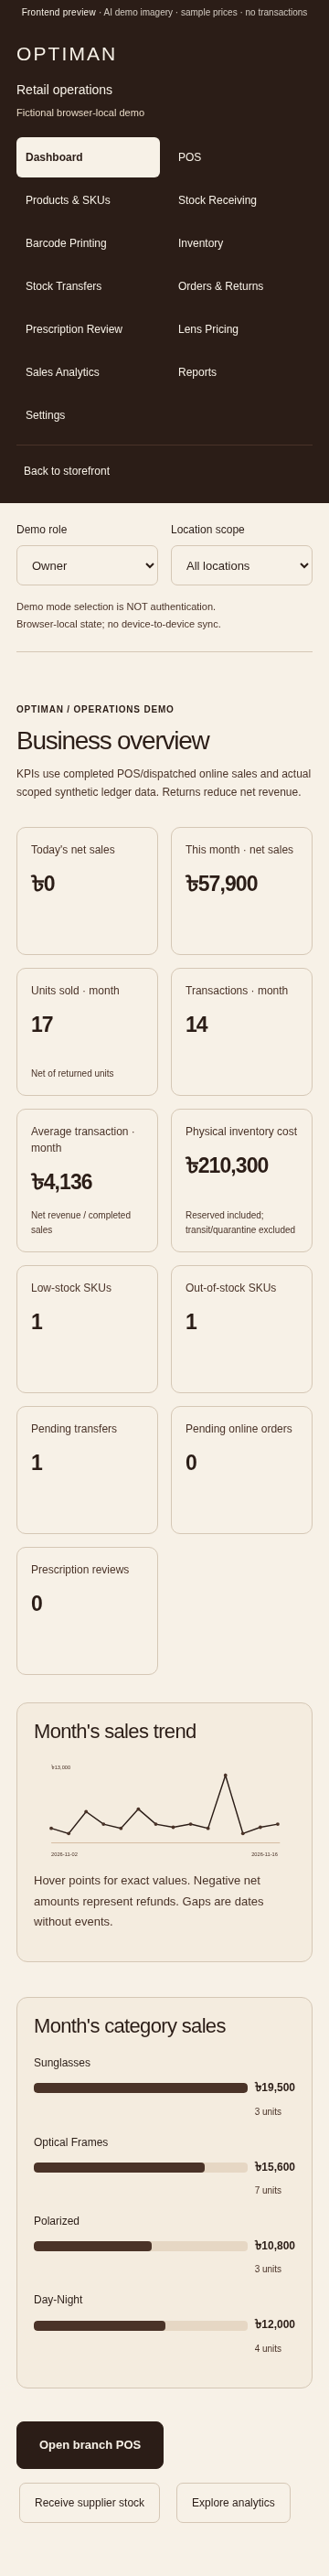 Frontend preview · AI demo imagery · sample prices · no transactions
OPTIMAN
Retail operations
Fictional browser-local demo
Dashboard
POS
Products & SKUs
Stock Receiving
Barcode Printing
Inventory
Stock Transfers
Orders & Returns
Prescription Review
Lens Pricing
Sales Analytics
Reports
Settings
Back to storefront
Demo role
Location scope
Owner
All locations
Demo mode selection is NOT authentication.
Browser-local state; no device-to-device sync.
OPTIMAN / OPERATIONS DEMO
Business overview
KPIs use completed POS/dispatched online sales and actual
scoped synthetic ledger data. Returns reduce net revenue.
Today's net sales
৳0
This month · net sales
৳57,900
Units sold · month
17
Net of returned units
Transactions · month
14
Average transaction ·
month
৳4,136
Net revenue / completed
sales
Physical inventory cost
৳210,300
Reserved included;
transit/quarantine excluded
Low-stock SKUs
1
Out-of-stock SKUs
1
Pending transfers
1
Pending online orders
0
Prescription reviews
0
Month's sales trend
৳13,000
2026-11-02
2026-11-16
Hover points for exact values. Negative net
amounts represent refunds. Gaps are dates
without events.
Month's category sales
Sunglasses
৳19,500
3 units
Optical Frames
৳15,600
7 units
Polarized
৳10,800
3 units
Day-Night
৳12,000
4 units
Open branch POS
Receive supplier stock
Explore analytics